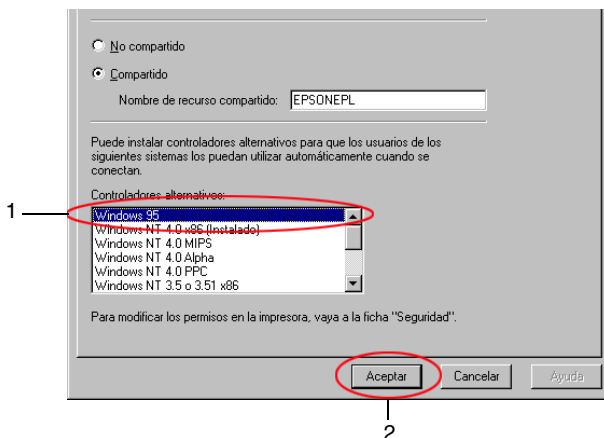 No compartido
Compartido
Nombre de recurso compartido: EPSONEPL
Puede instalar controladores alternativos para que los usuarios de los
siguientes sistemas los puedan utilizar automáticamente cuando se
conectan.
Controladores alternativos:
1
Windows 95
Windows NT 4.0 x86 (Instalado)
Windows NT 4.0 MIPS
Windows NT 4.0 Alpha
Windows NT 4.0 PPC
Windows NT 3.5 o 3.51 x86
Para modificar los permisos en la impresora, vaya a la ficha "Seguridad".
Aceptar Cancelar Ayuda
2